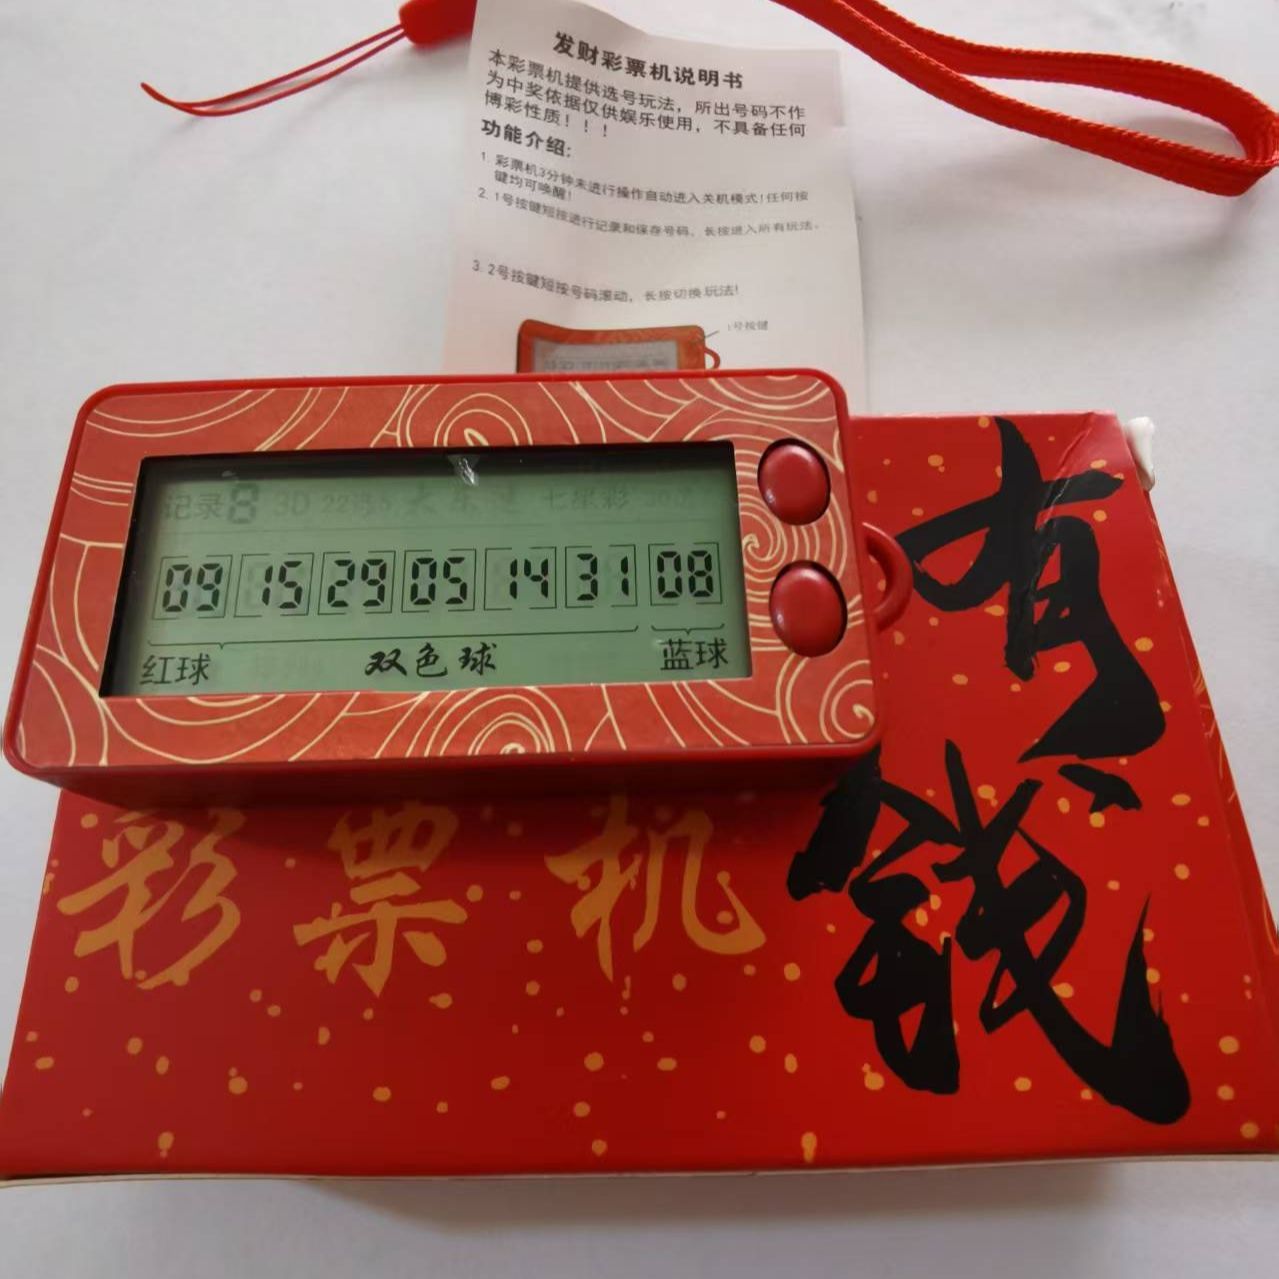 发财彩票机说明书
本彩票机提供选号玩法，所出号码不作
为中奖依据仅供娱乐使用，不具备任何
博彩性质！！！
功能介绍：
1. 彩票机3分钟未进行操作自动进入关机模式！任何按
键均可唤醒！
2. 1号按键短按进行记录和保存号码，长按进入所有玩法。
3. 2号按键短按号码滚动，长按切换玩法！
1号按键
记录8 3D 22选5 大乐透 七星彩
09 15 29 05 14 31 08
红球 双色球 蓝球
有钱
彩票机